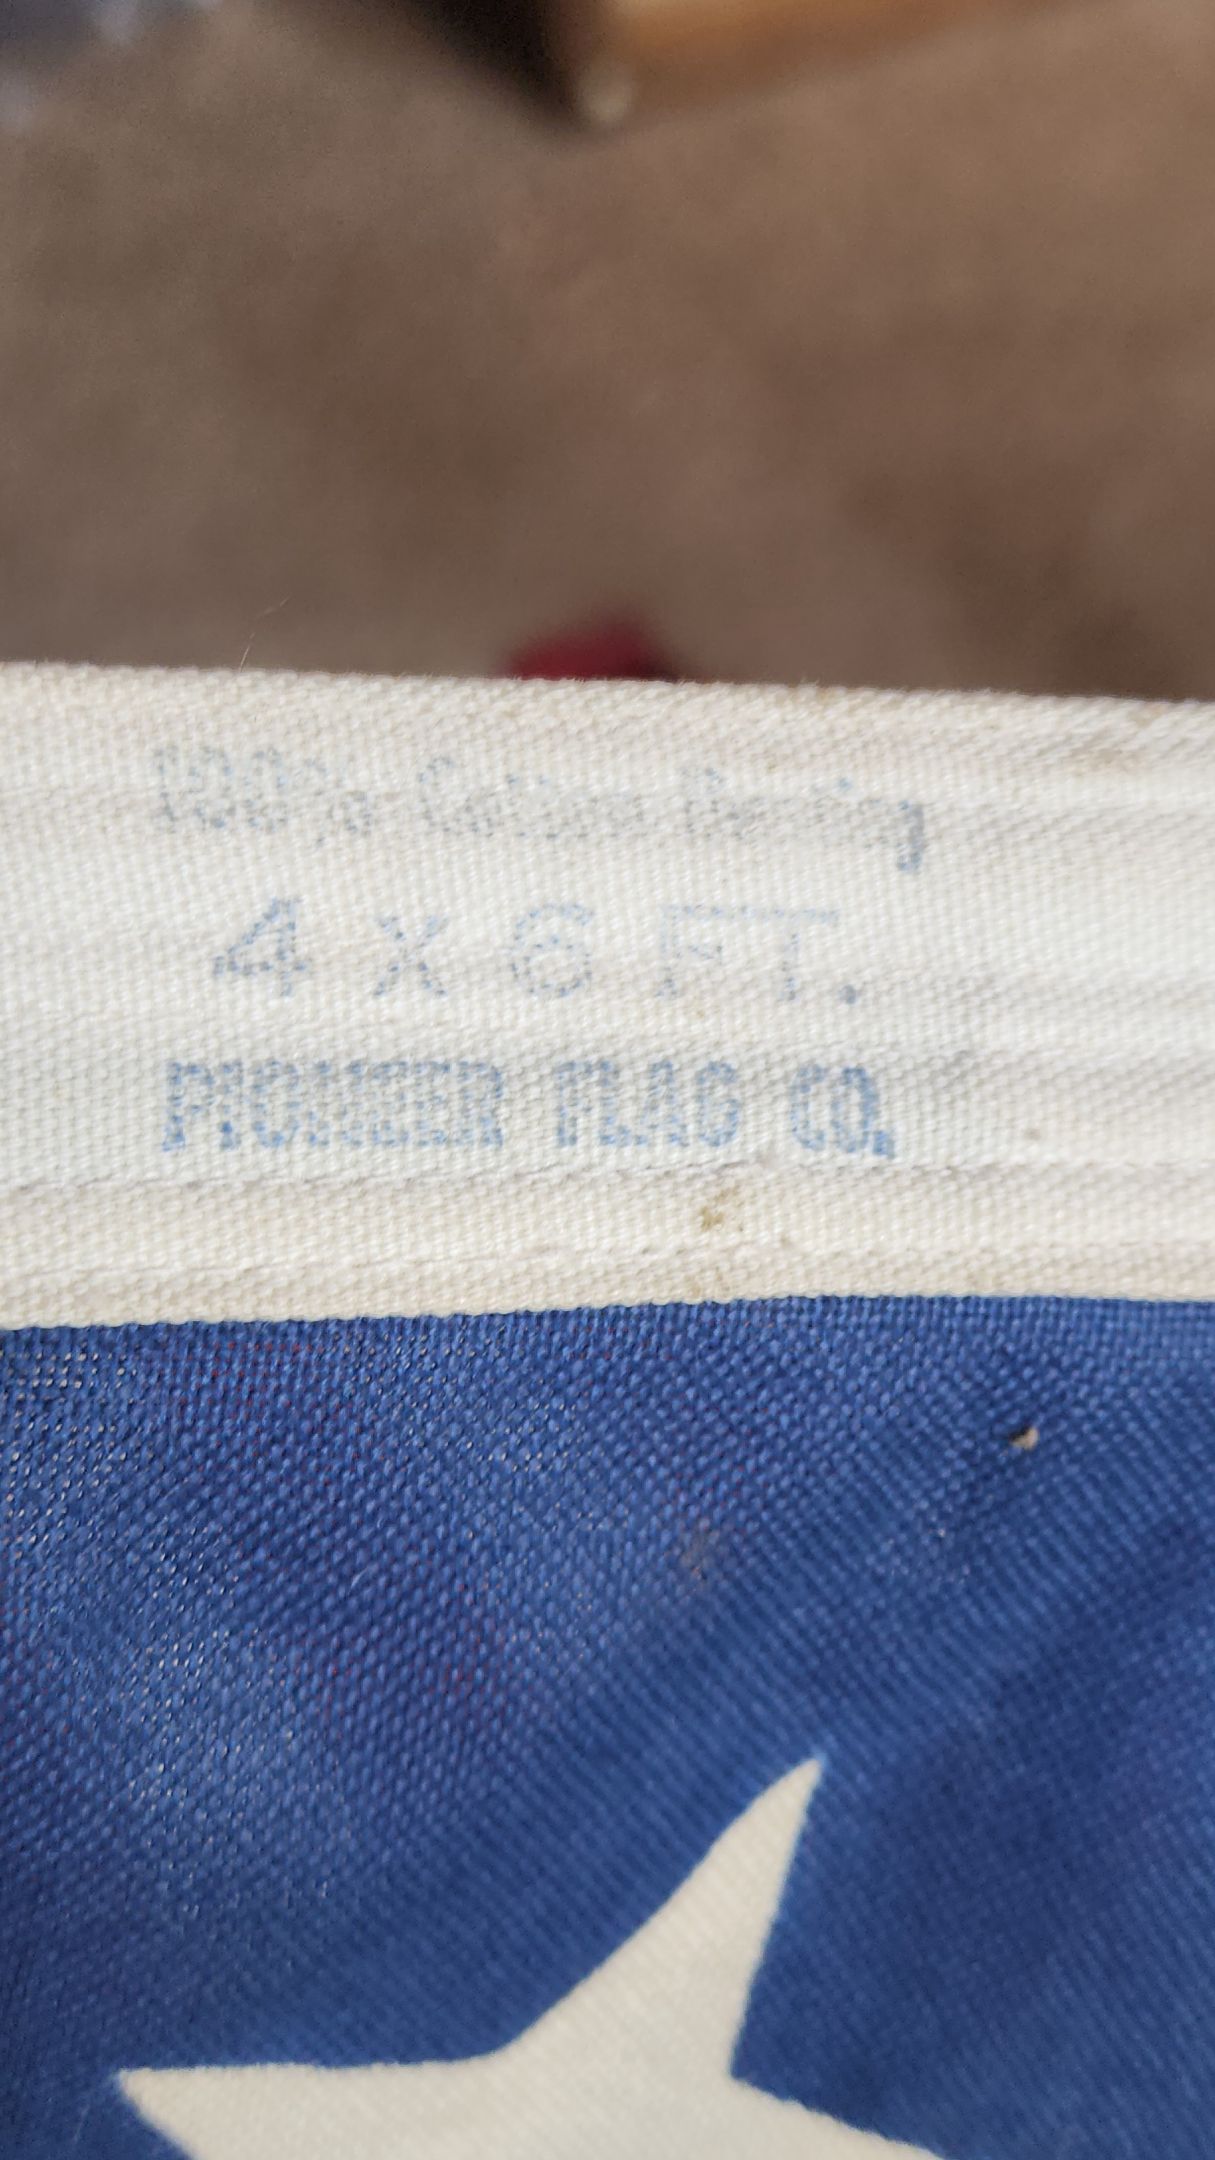 100% Cotton Bunting
4 x 6 FT.
PIONEER FLAG CO.